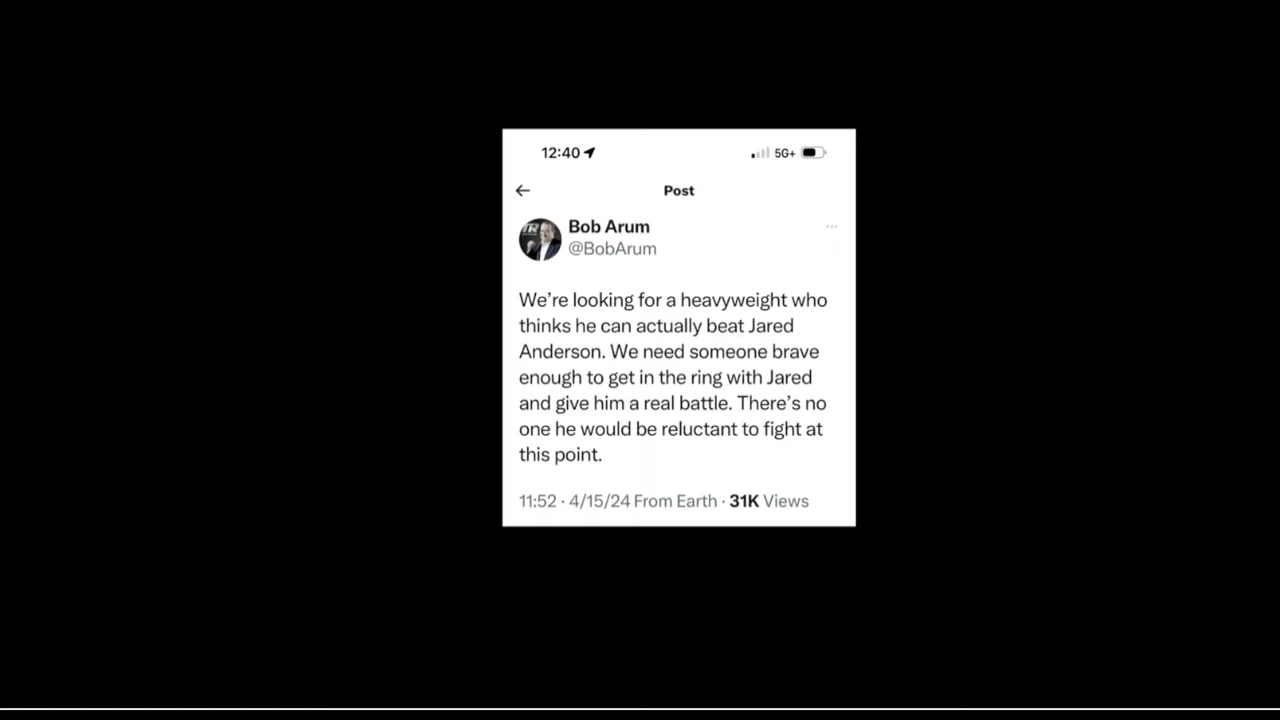 12:40 5G+
Post
Bob Arum
@BobArum
We’re looking for a heavyweight who
thinks he can actually beat Jared
Anderson. We need someone brave
enough to get in the ring with Jared
and give him a real battle. There’s no
one he would be reluctant to fight at
this point.
11:52 · 4/15/24 From Earth · 31K Views